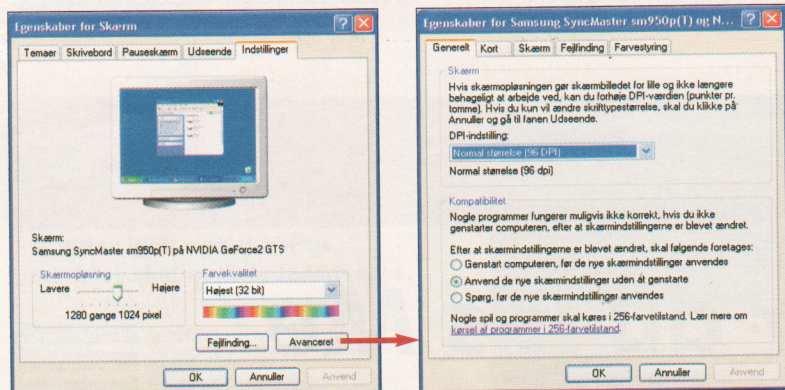 Egenskaber for Skærm
Temaer Skrivebord Pauseskærm Udseende Indstillinger
Skærm:
Samsung SyncMaster sm950p(T) på NVIDIA GeForce2 GTS
Skærmopløsning
Lavere Højere
1280 gange 1024 pixel
Farvekvalitet
Højest (32 bit)
Fejlfinding... Avanceret
OK Annuller Anvend
Egenskaber for Samsung SyncMaster sm950p(T) og N...
Generelt Kort Skærm Fejlfinding Farvestyring
Skærm
Hvis skærmopløsningen gør skærmbilledet for lille og ikke længere
behageligt at arbejde ved, kan du forhøje DPI-værdien (punkter pr.
tomme). Hvis du kun vil ændre skrifttypestørrelse, skal du klikke på
Annuller og gå til fanen Udseende.
DPI-indstilling:
Normal størrelse (96 DPI)
Normal størrelse (96 dpi)
Kompatibilitet
Nogle programmer fungerer muligvis ikke korrekt, hvis du ikke
genstarter computeren, efter at skærmindstillingerne er blevet ændret.
Efter at skærmindstillingerne er blevet ændret, skal følgende foretages:
Genstart computeren, før de nye skærmindstillinger anvendes
Anvend de nye skærmindstillinger uden at genstarte
Spørg, før de nye skærmindstillinger anvendes
Nogle spil og programmer skal køres i 256-farvetilstand. Lær mere om
kørsel af programmer i 256-farvetilstand.
OK Annuller Anvend